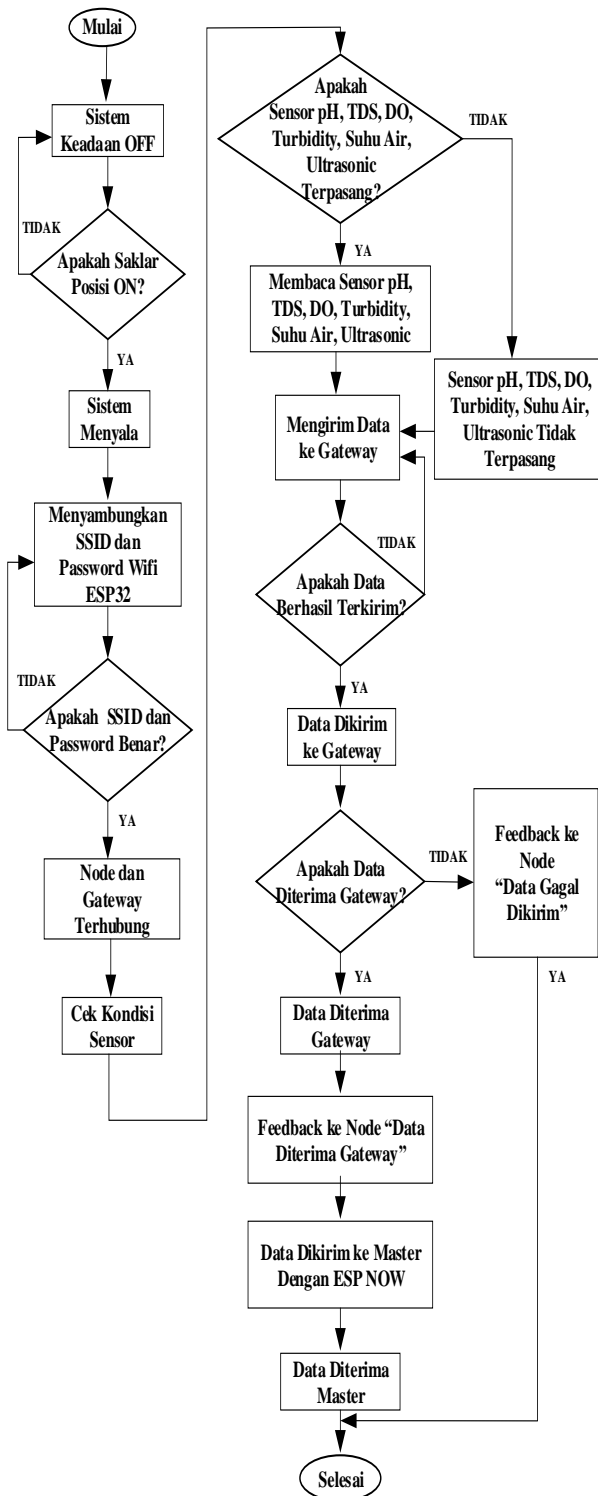 Mulai
Sistem
Keadaan OFF
TIDAK
Apakah Saklar
Posisi ON?
YA
Sistem
Menyala
Menyambungkan
SSID dan
Password Wifi
ESP32
TIDAK
Apakah SSID dan
Password Benar?
YA
Node dan
Gateway
Terhubung
Cek Kondisi
Sensor
Apakah
Sensor pH, TDS, DO,
Turbidity, Suhu Air,
Ultrasonic
Terpasang?
TIDAK
YA
Membaca Sensor pH,
TDS, DO, Turbidity,
Suhu Air, Ultrasonic
Sensor pH, TDS, DO,
Turbidity, Suhu Air,
Ultrasonic Tidak
Terpasang
Mengirim Data
ke Gateway
TIDAK
Apakah Data
Berhasil Terkirim?
YA
Data Dikirim
ke Gateway
Apakah Data
Diterima Gateway?
TIDAK
Feedback ke
Node
“Data Gagal
Dikirim”
YA
YA
Data Diterima
Gateway
Feedback ke Node “Data
Diterima Gateway”
Data Dikirim ke Master
Dengan ESP NOW
Data Diterima
Master
Selesai